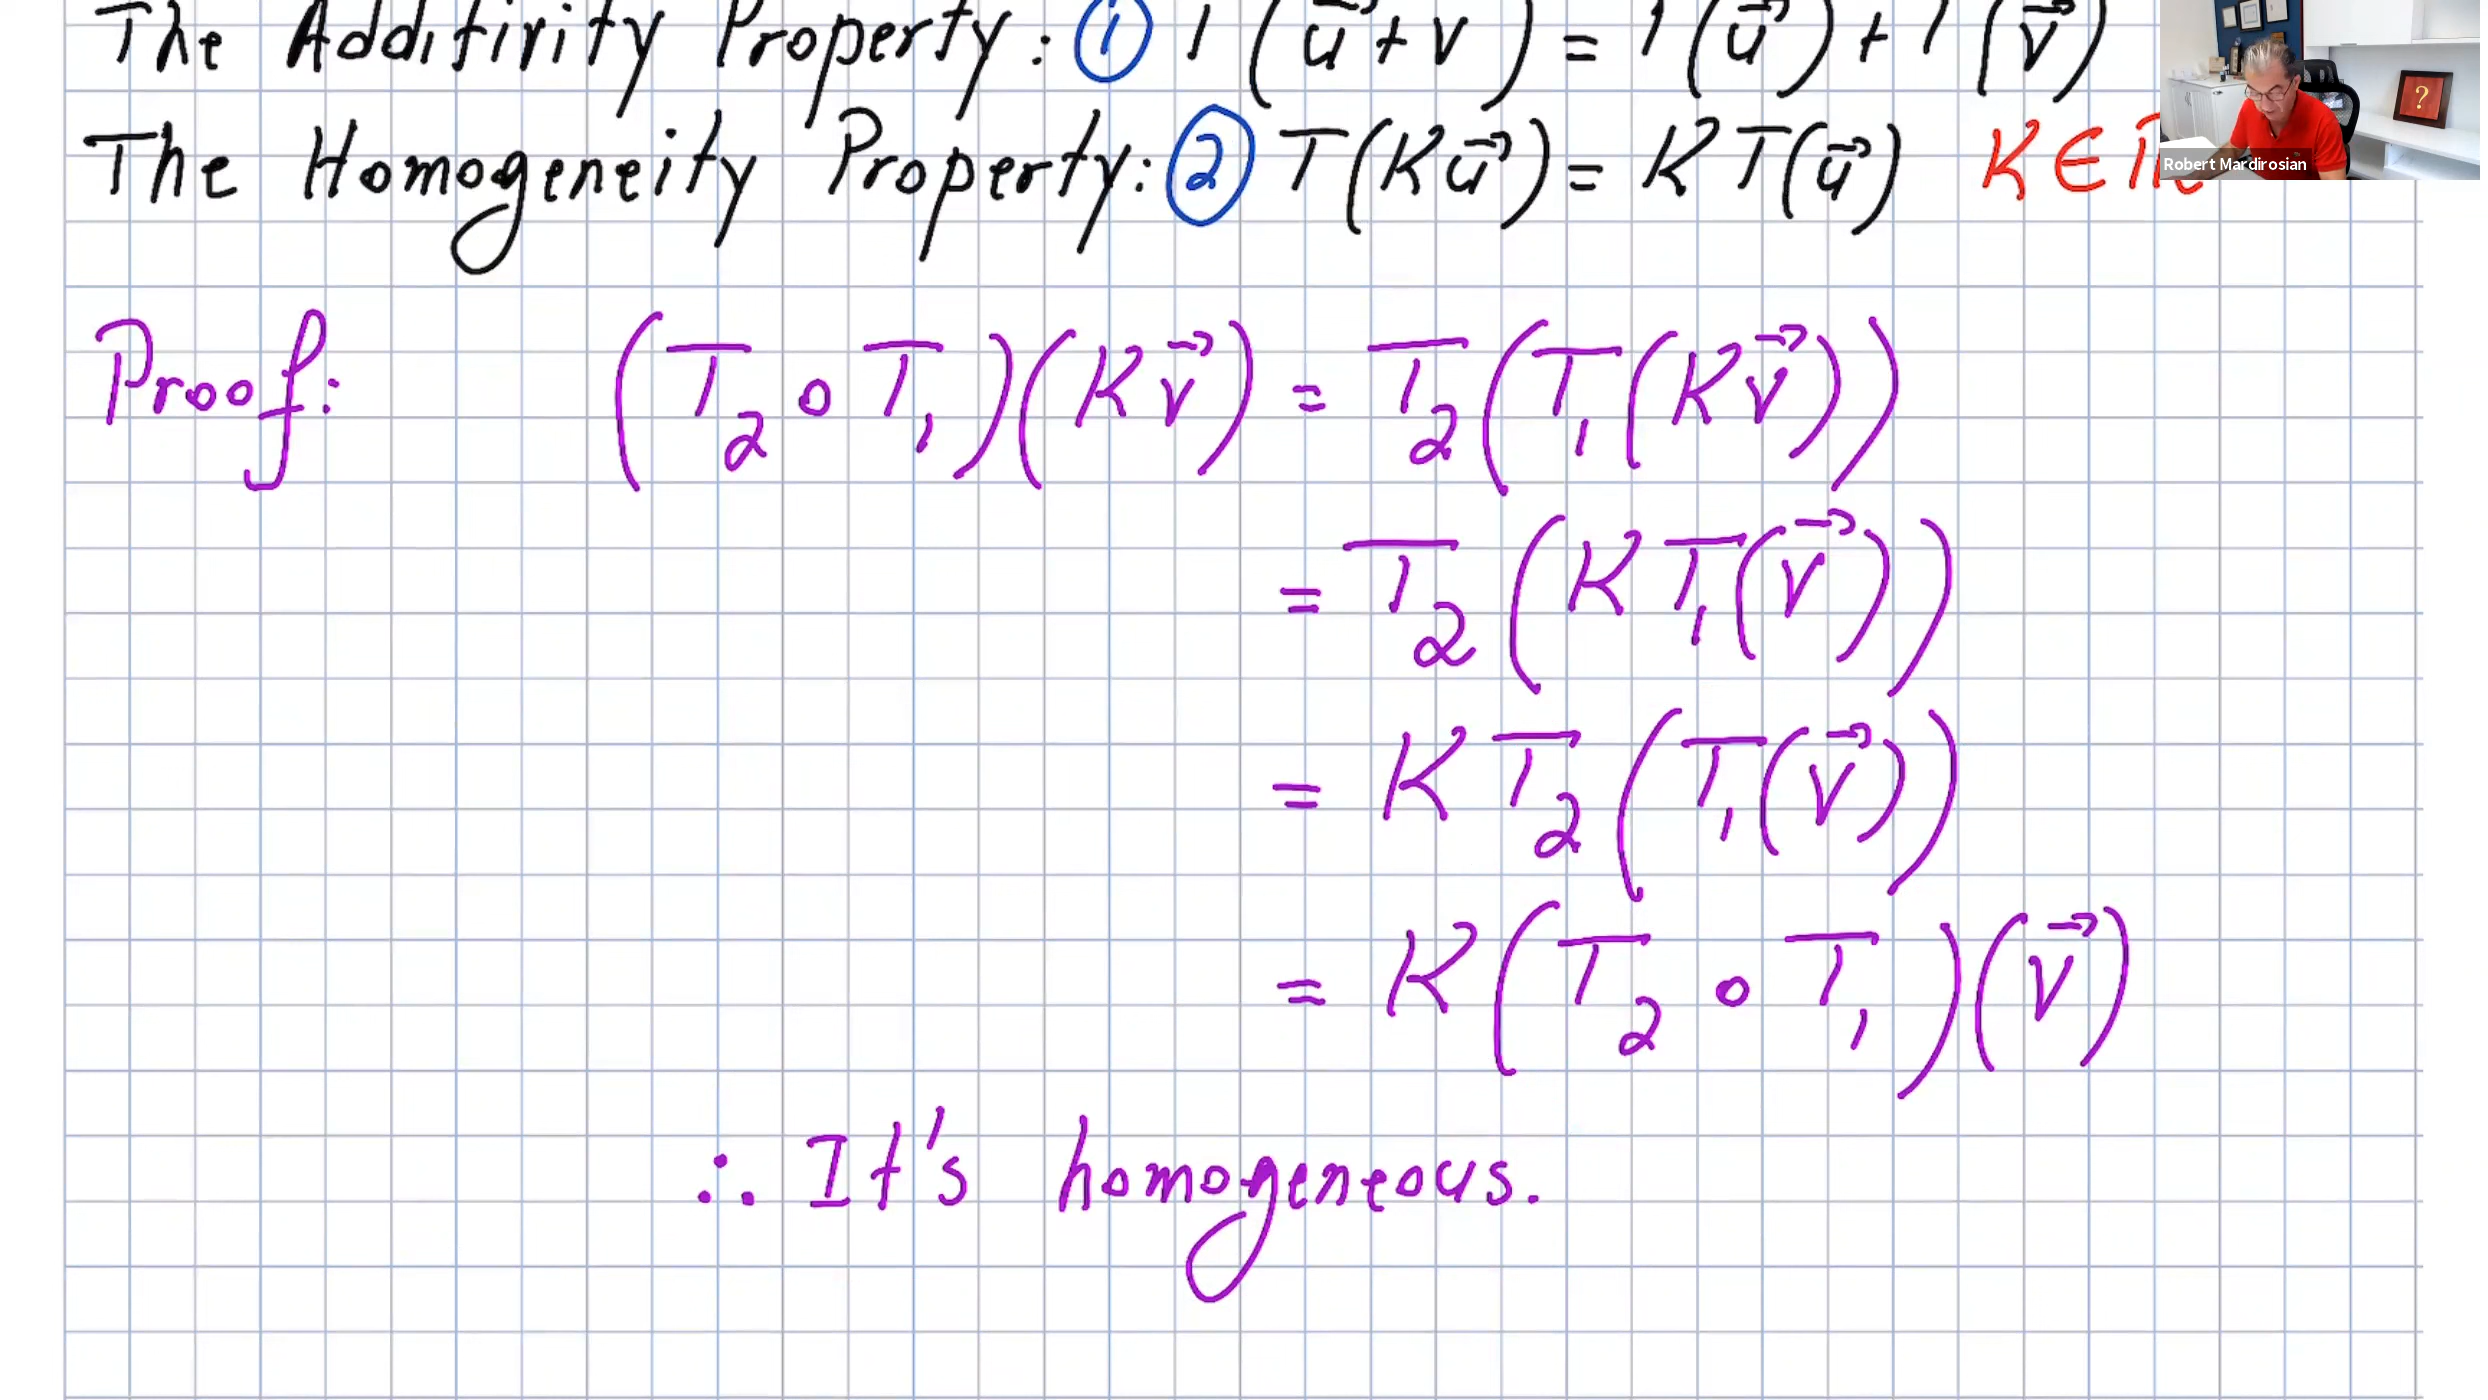 The Additivity Property: ① T(u⃗+v⃗) = T(u⃗) + T(v⃗)
The Homogeneity Property: ② T(Ku⃗) = KT(u⃗) K∈
?
Robert Mardirosian
Proof: (T₂ ∘ T₁)(Kv⃗) = T₂(T₁(Kv⃗))
= T₂(KT₁(v⃗))
= KT₂(T₁(v⃗))
= K(T₂ ∘ T₁)(v⃗)
∴ It's homogeneous.